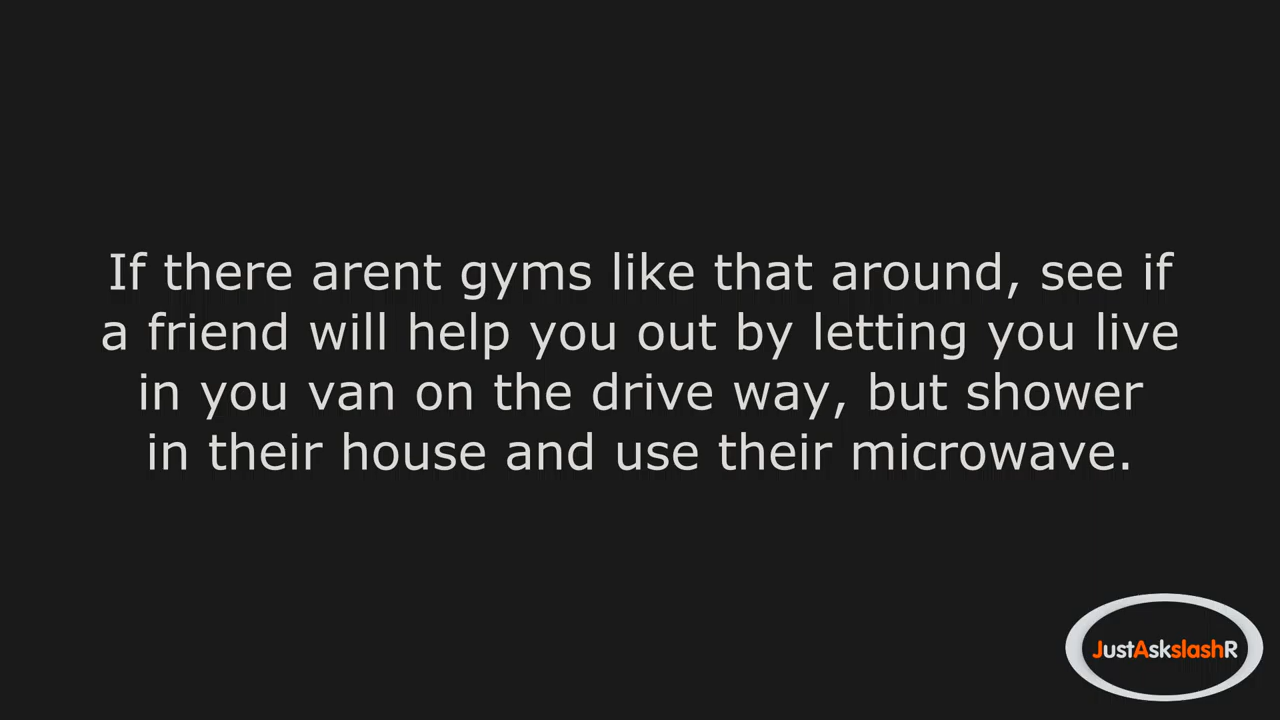 If there arent gyms like that around, see if
a friend will help you out by letting you live
in you van on the drive way, but shower
in their house and use their microwave.
JustAskslashR